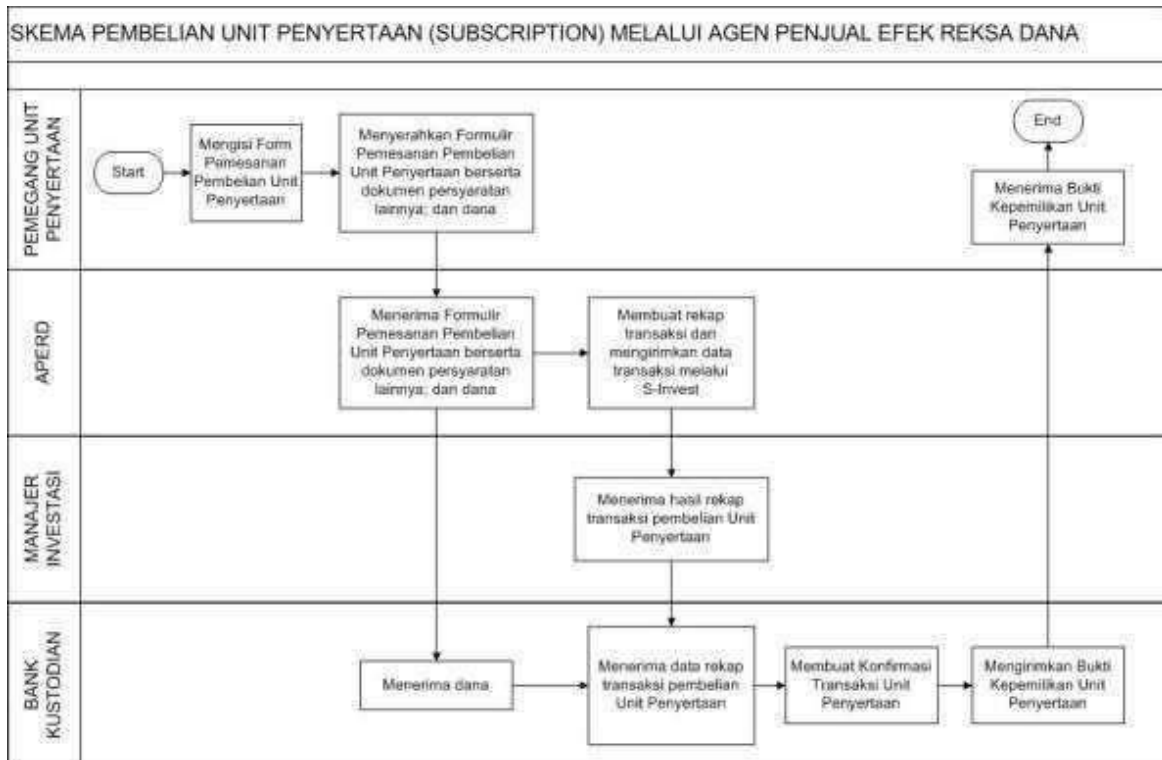 SKEMA PEMBELIAN UNIT PENYERTAAN (SUBSCRIPTION) MELALUI AGEN PENJUAL EFEK REKSA DANA
PEMEGANG UNIT
PENYERTAAN
Start
Mengisi Form
Pemesanan
Pembelian Unit
Penyertaan
Menyerahkan Formulir
Pemesanan Pembelian
Unit Penyertaan berserta
dokumen persyaratan
lainnya; dan dana
End
Menerima Bukti
Kepemilikan Unit
Penyertaan
APERD
Menerima Formulir
Pemesanan Pembelian
Unit Penyertaan berserta
dokumen persyaratan
lainnya; dan dana
Membuat rekap
transaksi dan
mengirimkan data
transaksi melalui
S-Invest
MANAJER
INVESTASI
Menerima hasil rekap
transaksi pembelian Unit
Penyertaan
BANK
KUSTODIAN
Menerima dana
Menerima data rekap
transaksi pembelian
Unit Penyertaan
Membuat Konfirmasi
Transaksi Unit
Penyertaan
Mengirimkan Bukti
Kepemilikan Unit
Penyertaan